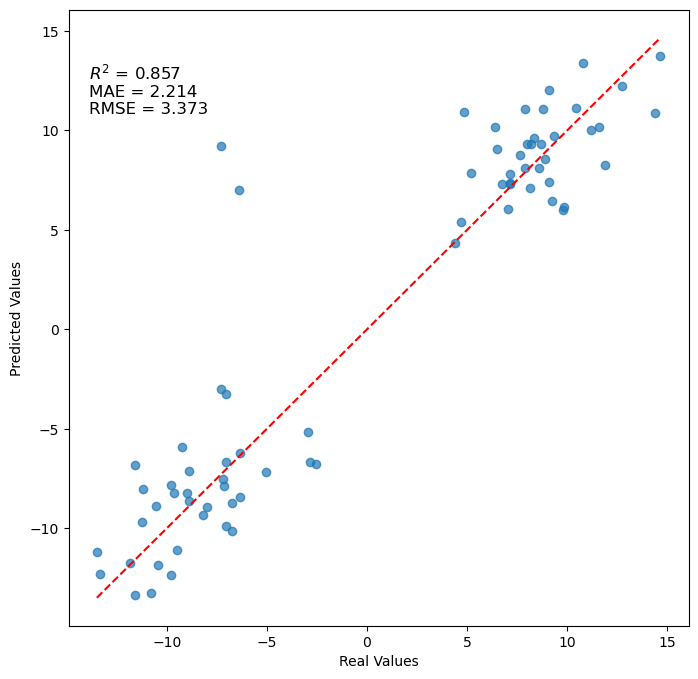 R² = 0.857
MAE = 2.214
RMSE = 3.373
15
10
5
0
−5
−10
Predicted Values
−10 −5 0 5 10 15
Real Values